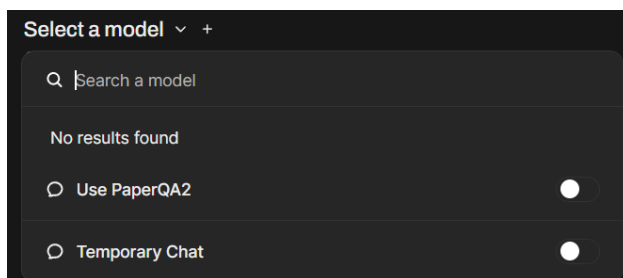 Select a model +
Search a model
No results found
Use PaperQA2
Temporary Chat